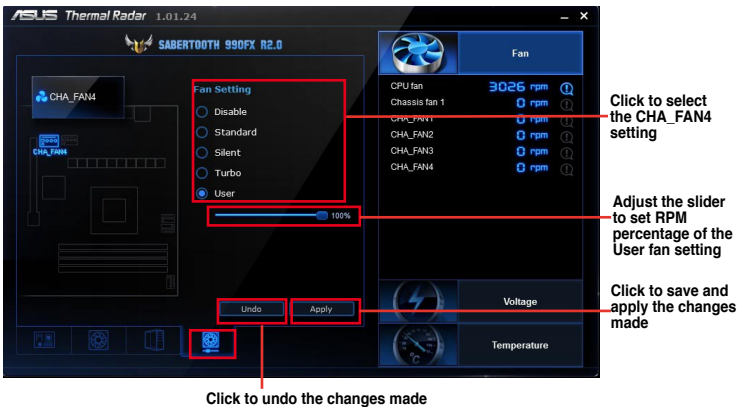 ASUS Thermal Radar 1.01.24
SABERTOOTH 990FX R2.0
CHA_FAN4
CHA_FAN4
Fan Setting
Disable
Standard
Silent
Turbo
User
100%
Undo
Apply
Fan
CPU fan 3026 rpm
Chassis fan 1 0 rpm
CHA_FAN1 0 rpm
CHA_FAN2 0 rpm
CHA_FAN3 0 rpm
CHA_FAN4 0 rpm
Voltage
°C
Temperature
Click to select
the CHA_FAN4
setting
Adjust the slider
to set RPM
percentage of the
User fan setting
Click to save and
apply the changes
made
Click to undo the changes made